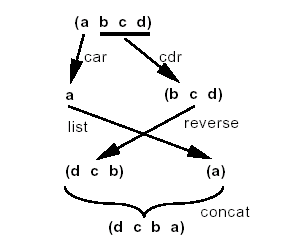 (a b c d)
car cdr
a (b c d)
list reverse
(d c b) (a)
concat
(d c b a)